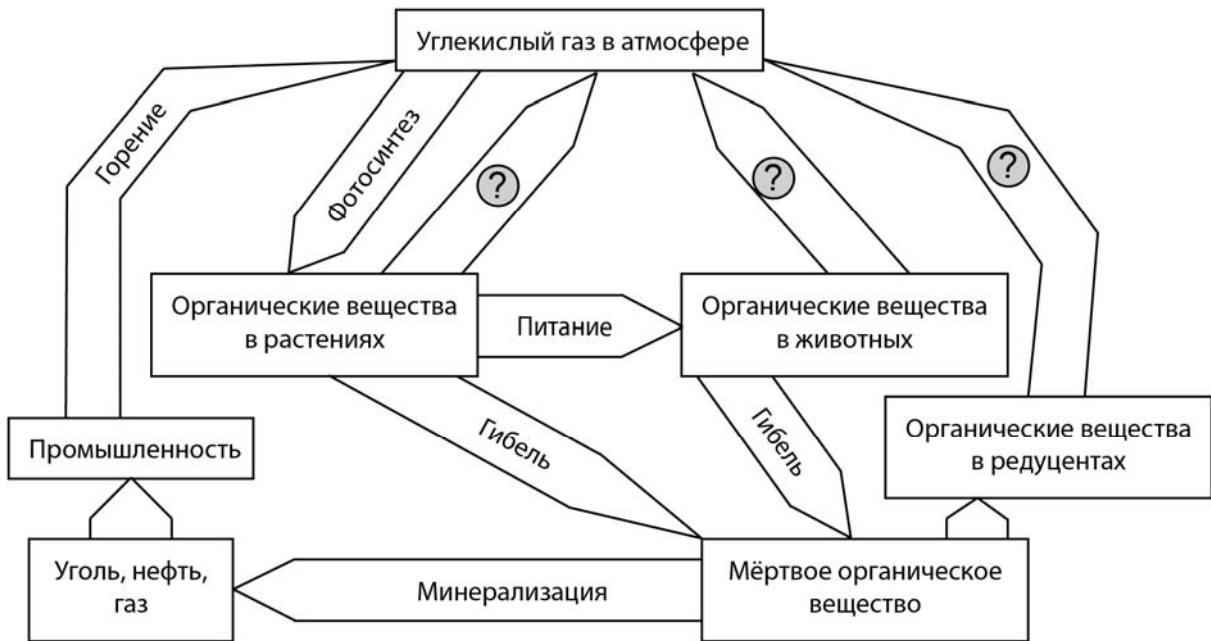 Углекислый газ в атмосфере
Горение
Фотосинтез
?
?
?
Органические вещества
в растениях
Питание
Органические вещества
в животных
Гибель
Гибель
Промышленность
Органические вещества
в редуцентах
Уголь, нефть,
газ
Минерализация
Мёртвое органическое
вещество